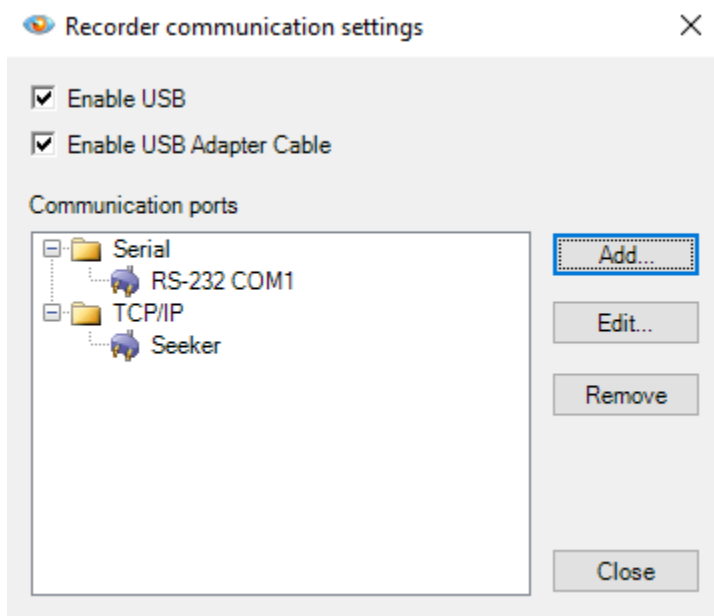 Recorder communication settings
Enable USB
Enable USB Adapter Cable
Communication ports
Serial
RS-232 COM1
TCP/IP
Seeker
Add...
Edit...
Remove
Close